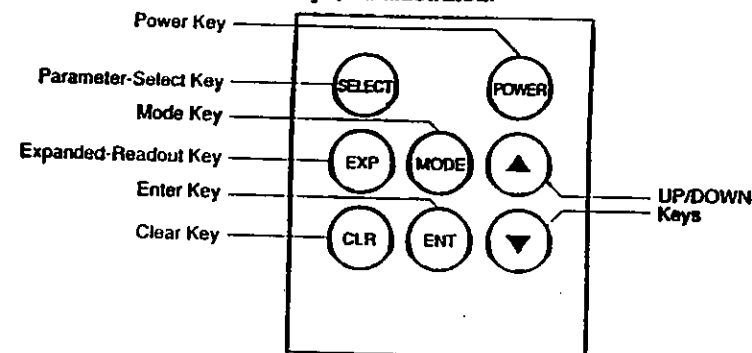 Power Key
Parameter-Select Key
SELECT
POWER
Mode Key
Expanded-Readout Key
EXP
MODE
▲
Enter Key
UP/DOWN
Keys
Clear Key
CLR
ENT
▼